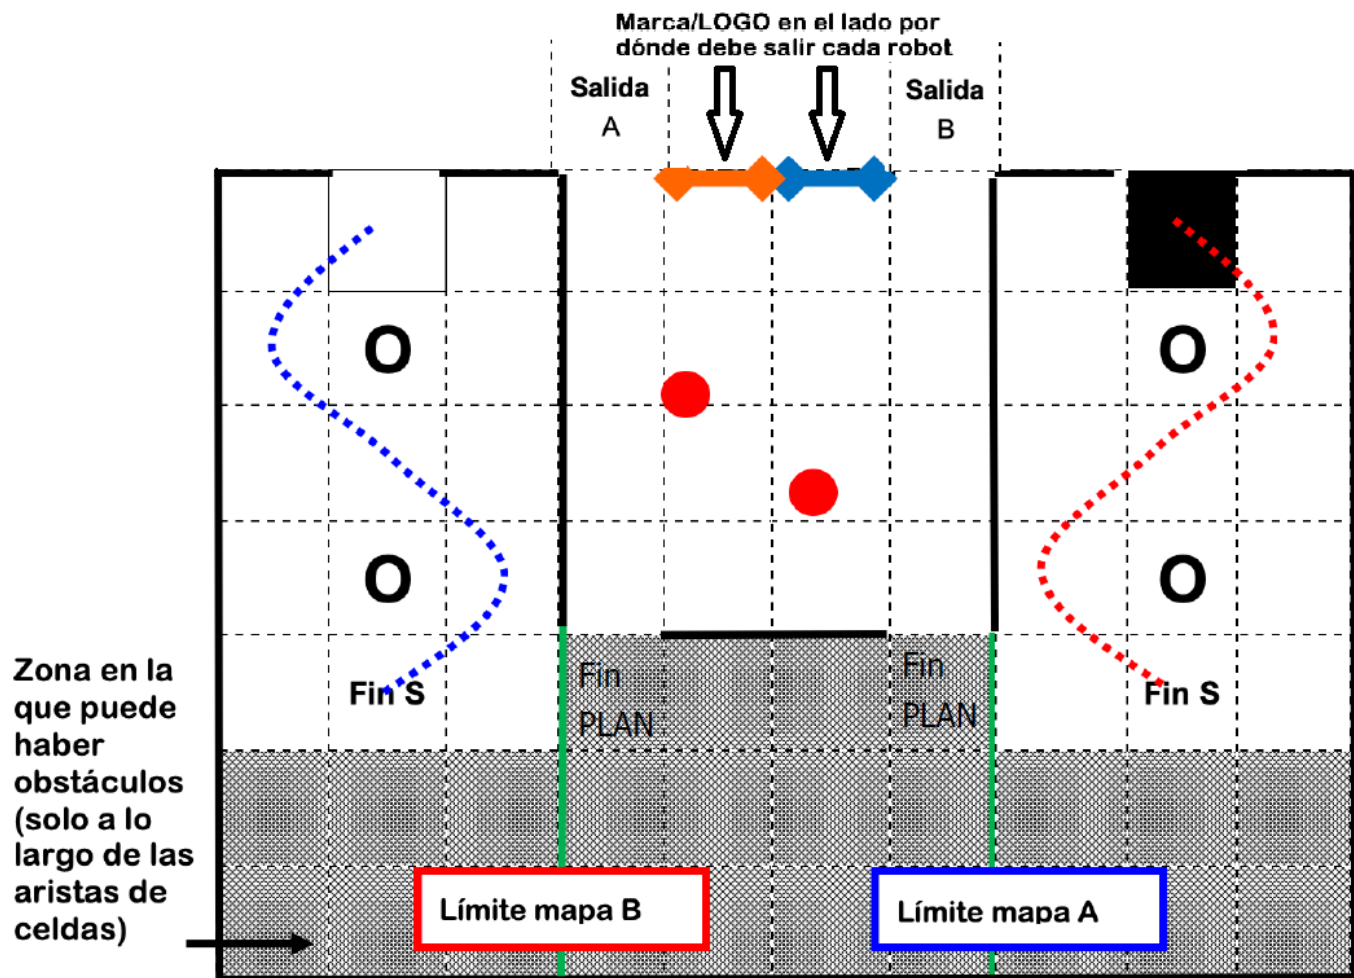 Marca/LOGO en el lado por
dónde debe salir cada robot
Salida
A
Salida
B
O
O
O
O
Fin S
Fin
PLAN
Fin
PLAN
Fin S
Zona en la
que puede
haber
obstáculos
(solo a lo
largo de las
aristas de
celdas)
Límite mapa B
Límite mapa A